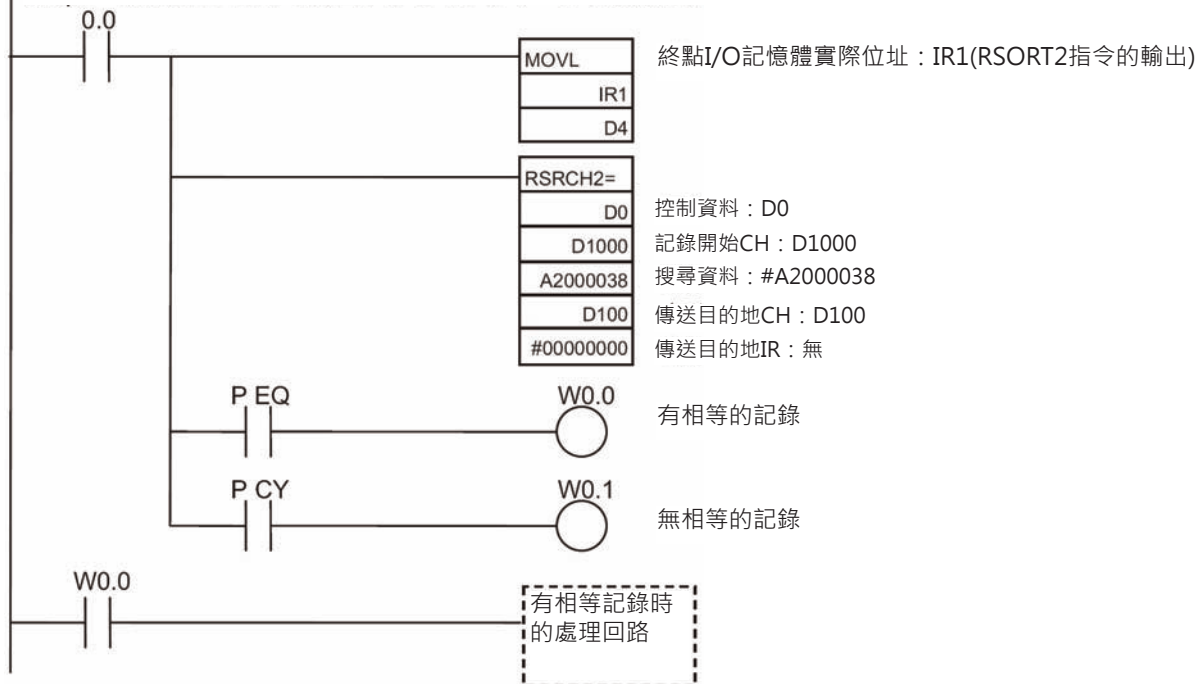 0.0
MOVL
終點I/O記憶體實際位址：IR1(RSORT2指令的輸出)
IR1
D4
RSRCH2=
D0
控制資料：D0
D1000
記錄開始CH：D1000
A2000038
搜尋資料：#A2000038
D100
傳送目的地CH：D100
#00000000
傳送目的地IR：無
P EQ
W0.0
有相等的記錄
P CY
W0.1
無相等的記錄
W0.0
有相等記錄時
的處理回路